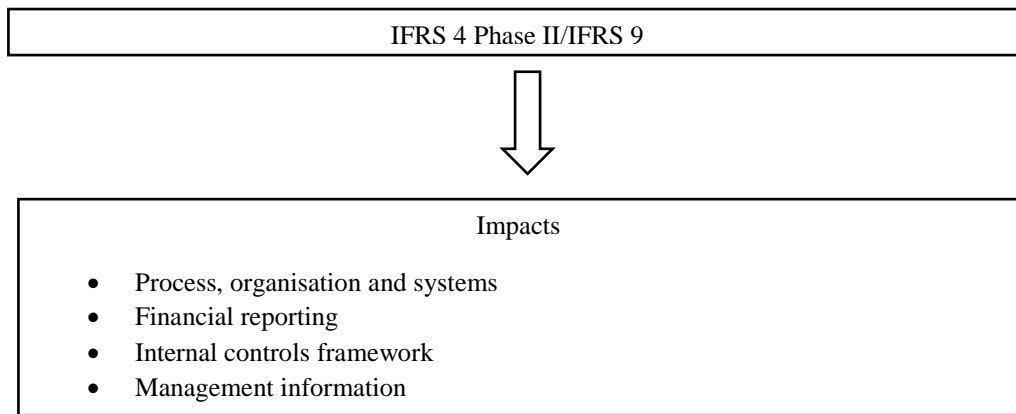 IFRS 4 Phase II/IFRS 9
Impacts
• Process, organisation and systems
• Financial reporting
• Internal controls framework
• Management information